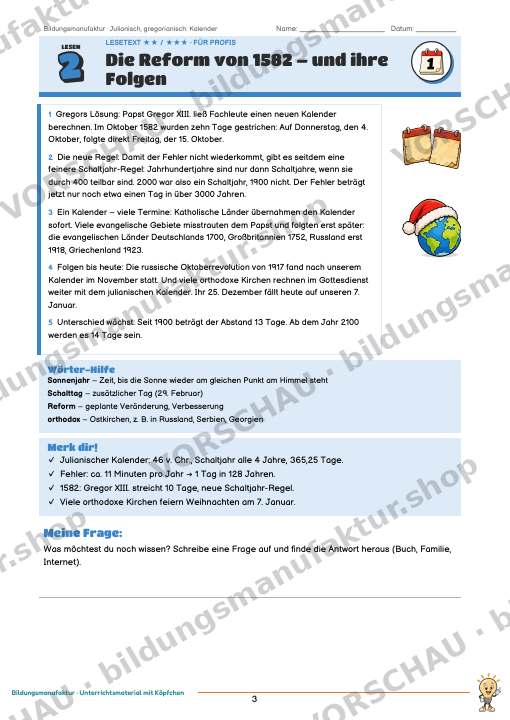 Bildungsmanufaktur · Julianisch, gregorianisch: Kalender Name: Datum:
LESEN
2
LESETEXT ★★ / ★★★ · FÜR PROFIS
Die Reform von 1582 – und ihre
Folgen
1
1 Gregors Lösung: Papst Gregor XIII. ließ Fachleute einen neuen Kalender
berechnen. Im Oktober 1582 wurden zehn Tage gestrichen: Auf Donnerstag, den 4.
Oktober, folgte direkt Freitag, der 15. Oktober.
2 Die neue Regel: Damit der Fehler nicht wiederkommt, gibt es seitdem eine
feinere Schaltjahr-Regel: Jahrhundertjahre sind nur dann Schaltjahre, wenn sie
durch 400 teilbar sind. 2000 war also ein Schaltjahr, 1900 nicht. Der Fehler beträgt
jetzt nur noch etwa einen Tag in über 3000 Jahren.
3 Ein Kalender – viele Termine: Katholische Länder übernahmen den Kalender
sofort. Viele evangelische Gebiete misstrauten dem Papst und folgten erst später:
die evangelischen Länder Deutschlands 1700, Großbritannien 1752, Russland erst
1918, Griechenland 1923.
4 Folgen bis heute: Die russische Oktoberrevolution von 1917 fand nach unserem
Kalender im November statt. Und viele orthodoxe Kirchen rechnen im Gottesdienst
weiter mit dem julianischen Kalender. Ihr 25. Dezember fällt heute auf unseren 7.
Januar.
5 Unterschied wächst: Seit 1900 beträgt der Abstand 13 Tage. Ab dem Jahr 2100
werden es 14 Tage sein.
Wörter-Hilfe
Sonnenjahr – Zeit, bis die Sonne wieder am gleichen Punkt am Himmel steht
Schalttag – zusätzlicher Tag (29. Februar)
Reform – geplante Veränderung, Verbesserung
orthodox – Ostkirchen, z. B. in Russland, Serbien, Georgien
Merk dir!
✓ Julianischer Kalender: 46 v. Chr., Schaltjahr alle 4 Jahre, 365,25 Tage.
✓ Fehler: ca. 11 Minuten pro Jahr → 1 Tag in 128 Jahren.
✓ 1582: Gregor XIII. streicht 10 Tage, neue Schaltjahr-Regel.
✓ Viele orthodoxe Kirchen feiern Weihnachten am 7. Januar.
Meine Frage:
Was möchtest du noch wissen? Schreibe eine Frage auf und finde die Antwort heraus (Buch, Familie,
Internet).
Bildungsmanufaktur · Unterrichtsmaterial mit Köpfchen
3
VORSCHAU · bildungsmanufaktur.shop